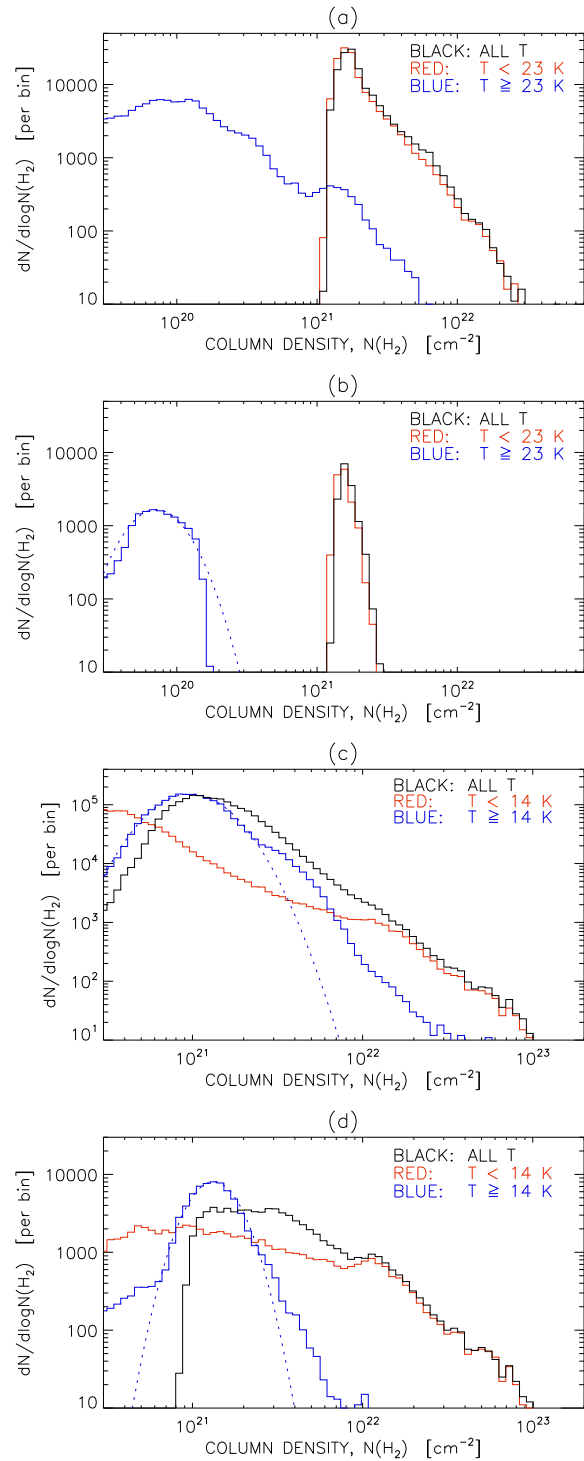 (a)
BLACK: ALL T
RED: T < 23 K
BLUE: T ≧ 23 K
dN/dlogN(H₂) [per bin]
10000
1000
100
10
10²⁰ 10²¹ 10²²
COLUMN DENSITY, N(H₂) [cm⁻²]
(b)
BLACK: ALL T
RED: T < 23 K
BLUE: T ≧ 23 K
dN/dlogN(H₂) [per bin]
10000
1000
100
10
10²⁰ 10²¹ 10²²
COLUMN DENSITY, N(H₂) [cm⁻²]
(c)
BLACK: ALL T
RED: T < 14 K
BLUE: T ≧ 14 K
dN/dlogN(H₂) [per bin]
10⁵
10⁴
10³
10²
10¹
10²¹ 10²² 10²³
COLUMN DENSITY, N(H₂) [cm⁻²]
(d)
BLACK: ALL T
RED: T < 14 K
BLUE: T ≧ 14 K
dN/dlogN(H₂) [per bin]
10000
1000
100
10
10²¹ 10²² 10²³
COLUMN DENSITY, N(H₂) [cm⁻²]